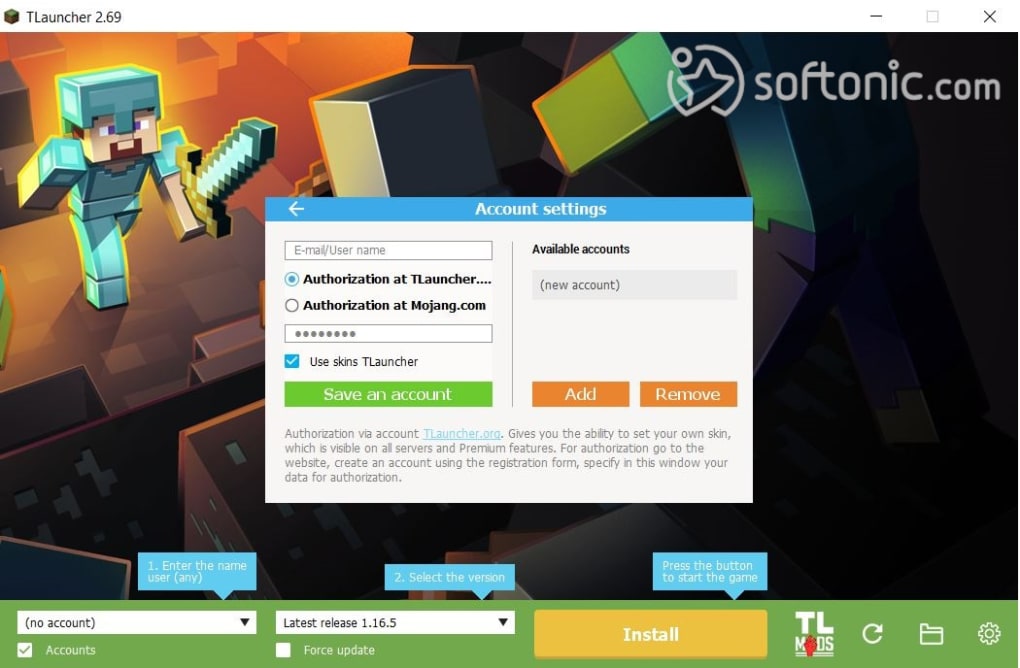 TLauncher 2.69
softonic.com
Account settings
E-mail/User name
Authorization at TLauncher....
Authorization at Mojang.com
Use skins TLauncher
Save an account
Available accounts
(new account)
Add
Remove
Authorization via account TLauncher.org. Gives you the ability to set your own skin,
which is visible on all servers and Premium features. For authorization go to the
website, create an account using the registration form, specify in this window your
data for authorization.
1. Enter the name
user (any)
2. Select the version
Press the button
to start the game
(no account)
Accounts
Latest release 1.16.5
Force update
Install
TL
MODS